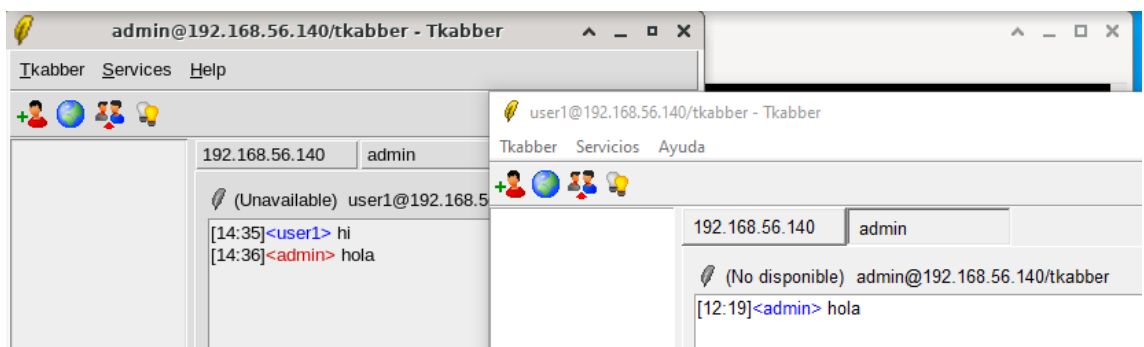 admin@192.168.56.140/tkabber - Tkabber
Tkabber Services Help
192.168.56.140 admin
(Unavailable) user1@192.168.5
[14:35]<user1> hi
[14:36]<admin> hola
user1@192.168.56.140/tkabber - Tkabber
Tkabber Servicios Ayuda
192.168.56.140 admin
(No disponible) admin@192.168.56.140/tkabber
[12:19]<admin> hola